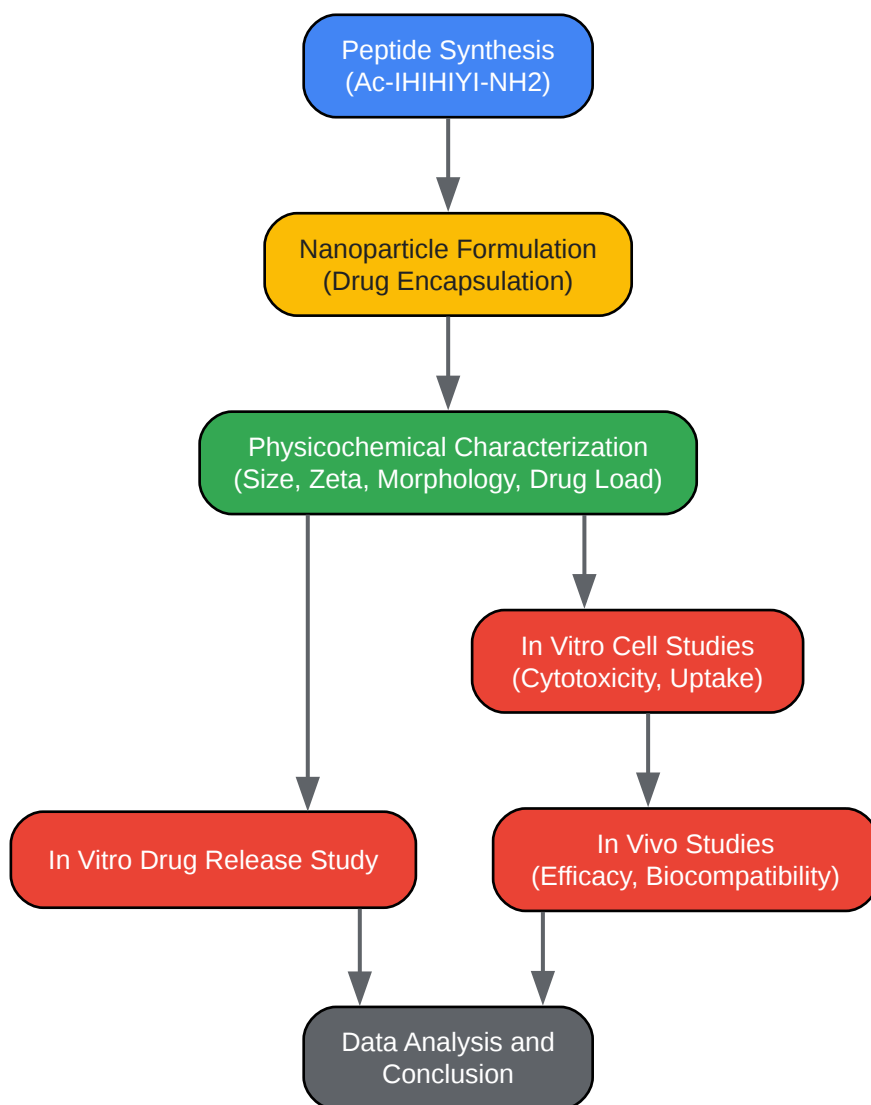 Peptide Synthesis
(Ac-IHIHIYI-NH2)
Nanoparticle Formulation
(Drug Encapsulation)
Physicochemical Characterization
(Size, Zeta, Morphology, Drug Load)
In Vitro Cell Studies
(Cytotoxicity, Uptake)
In Vitro Drug Release Study
In Vivo Studies
(Efficacy, Biocompatibility)
Data Analysis and
Conclusion